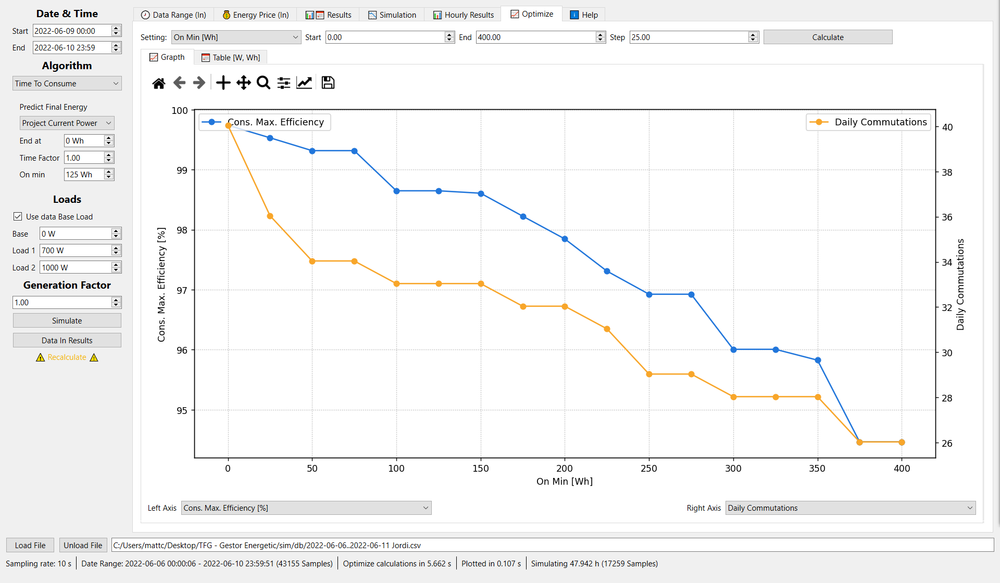 Date & Time
Start 2022-06-09 00:00
End 2022-06-10 23:59
Algorithm
Time To Consume
Predict Final Energy
Project Current Power
End at 0 Wh
Time Factor 1.00
On min 125 Wh
Loads
Use data Base Load
Base 0 W
Load 1 700 W
Load 2 1000 W
Generation Factor
1.00
Simulate
Data In Results
Recalculate
Data Range (In) Energy Price (In) Results Simulation Hourly Results Optimize Help
Setting: On Min [Wh] Start 0.00 End 400.00 Step 25.00 Calculate
Grapth Table [W, Wh]
Cons. Max. Efficiency Daily Commutations
100
99
98
97
96
95
Cons. Max. Efficiency [%]
40
38
36
34
32
30
28
26
Daily Commutations
0 50 100 150 200 250 300 350 400
On Min [Wh]
Left Axis Cons. Max. Efficiency [%] Right Axis Daily Commutations
Load File Unload File C:/Users/mattc/Desktop/TFG - Gestor Energetic/sim/db/2022-06-06..2022-06-11 Jordi.csv
Sampling rate: 10 s Date Range: 2022-06-06 00:00:06 - 2022-06-10 23:59:51 (43155 Samples) Optimize calculations in 5.662 s Plotted in 0.107 s Simulating 47.942 h (17259 Samples)